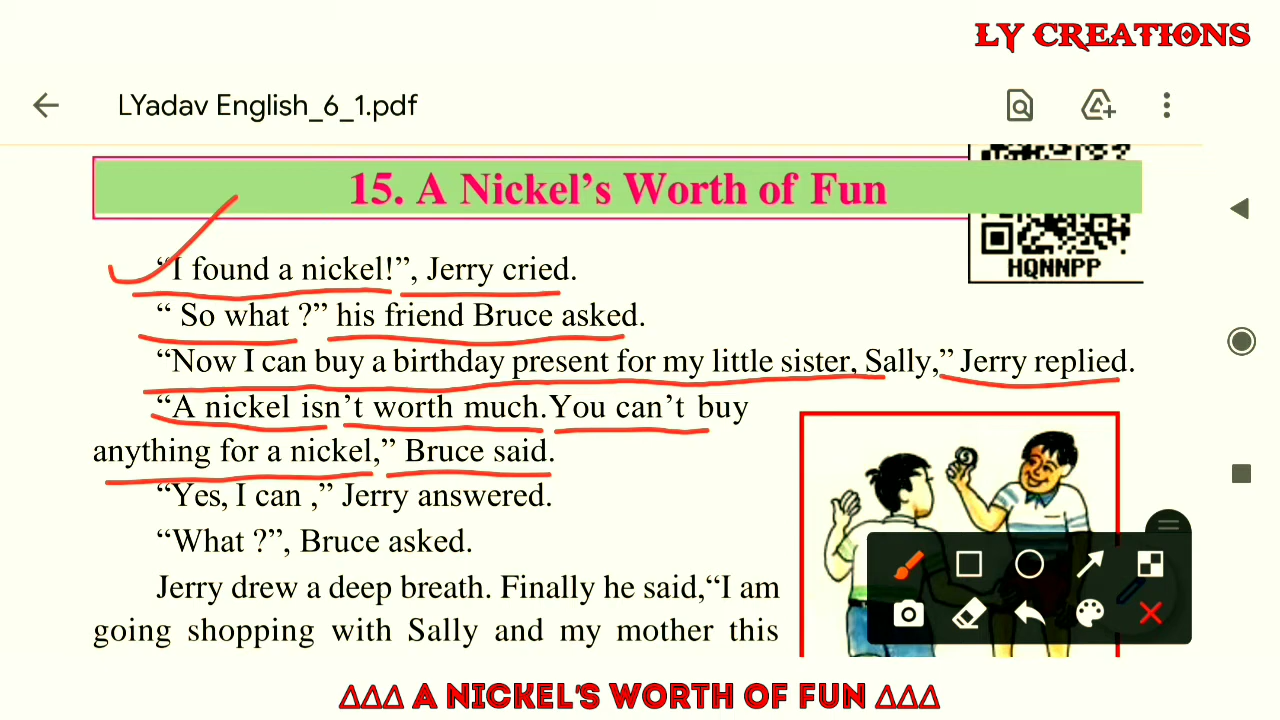 LY CREATIONS
LYadav English_6_1.pdf
15. A Nickel's Worth of Fun
HQNNPP
“I found a nickel!”, Jerry cried.
“ So what ?” his friend Bruce asked.
“Now I can buy a birthday present for my little sister, Sally,” Jerry replied.
“A nickel isn’t worth much.You can’t buy
anything for a nickel,” Bruce said.
“Yes, I can ,” Jerry answered.
“What ?”, Bruce asked.
Jerry drew a deep breath. Finally he said,“I am
going shopping with Sally and my mother this
ΔΔΔ A NICKEL'S WORTH OF FUN ΔΔΔ